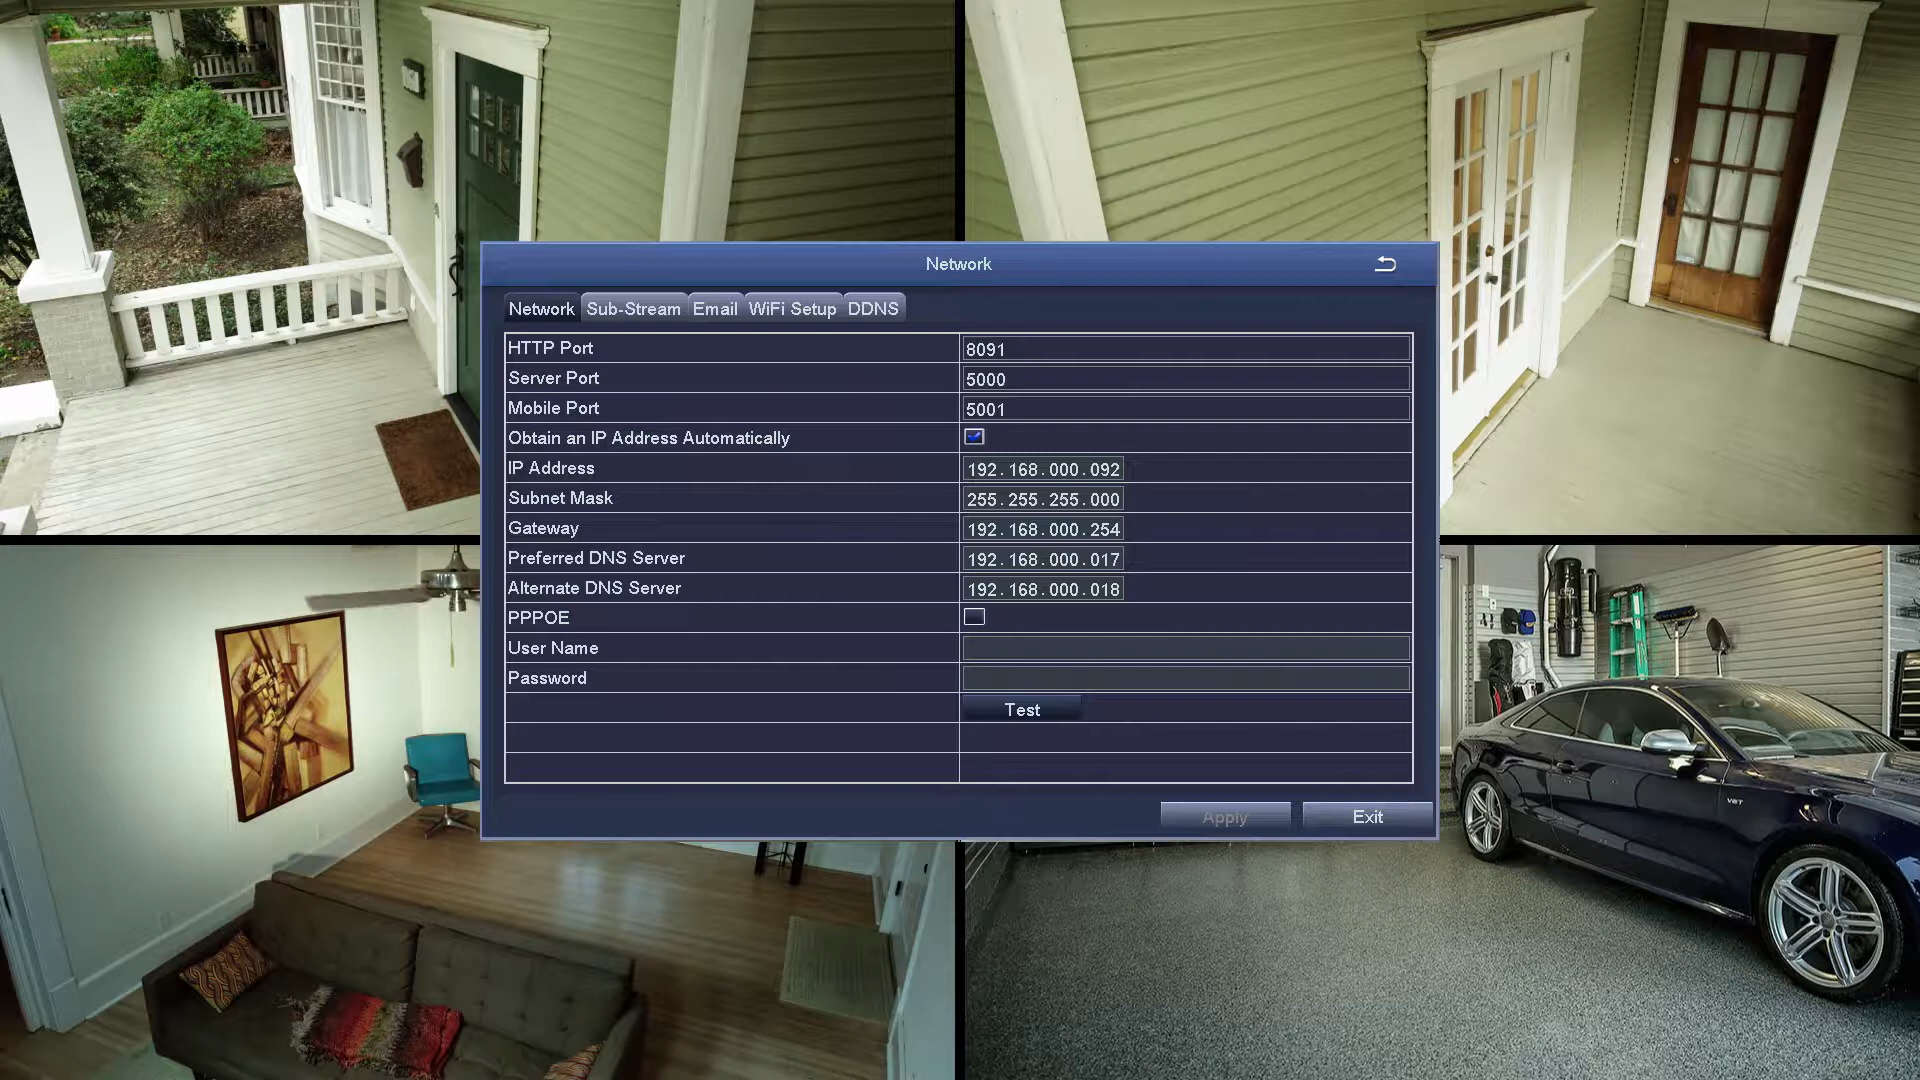 Network
Network Sub-Stream Email WiFi Setup DDNS
HTTP Port 8091
Server Port 5000
Mobile Port 5001
Obtain an IP Address Automatically
IP Address 192.168.000.092
Subnet Mask 255.255.255.000
Gateway 192.168.000.254
Preferred DNS Server 192.168.000.017
Alternate DNS Server 192.168.000.018
PPPOE
User Name
Password
Test
Apply Exit